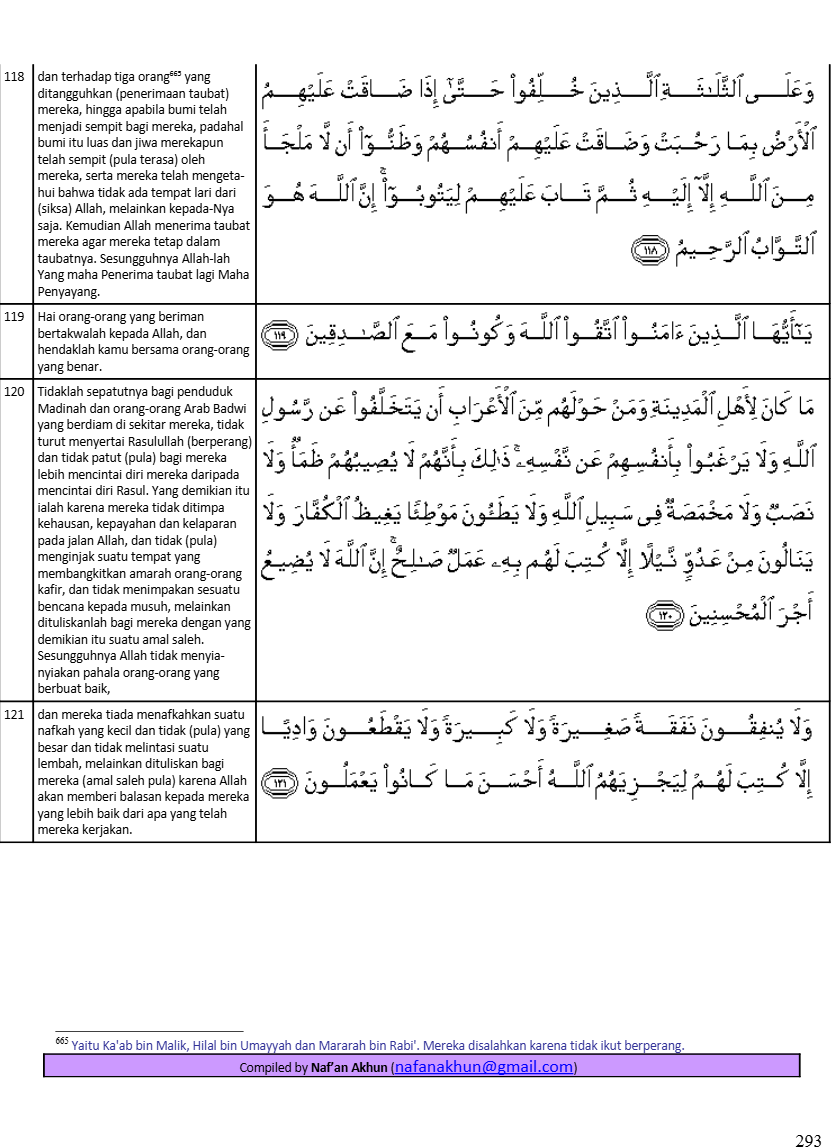 118
dan terhadap tiga orang⁶⁶⁵ yang
ditangguhkan (penerimaan taubat)
mereka, hingga apabila bumi telah
menjadi sempit bagi mereka, padahal
bumi itu luas dan jiwa merekapun
telah sempit (pula terasa) oleh
mereka, serta mereka telah mengeta-
hui bahwa tidak ada tempat lari dari
(siksa) Allah, melainkan kepada-Nya
saja. Kemudian Allah menerima taubat
mereka agar mereka tetap dalam
taubatnya. Sesungguhnya Allah-lah
Yang maha Penerima taubat lagi Maha
Penyayang.
وَعَلَى ٱلثَّلَـٰثَةِ ٱلَّذِينَ خُلِّفُوا۟ حَتَّىٰٓ إِذَا ضَاقَتْ عَلَيْهِمُ
ٱلْأَرْضُ بِمَا رَحُبَتْ وَضَاقَتْ عَلَيْهِمْ أَنفُسُهُمْ وَظَنُّوٓا۟ أَن لَّا مَلْجَأَ
مِنَ ٱللَّهِ إِلَّآ إِلَيْهِ ثُمَّ تَابَ عَلَيْهِمْ لِيَتُوبُوٓا۟ ۚ إِنَّ ٱللَّهَ هُوَ
ٱلتَّوَّابُ ٱلرَّحِيمُ ١١٨
119
Hai orang-orang yang beriman
bertakwalah kepada Allah, dan
hendaklah kamu bersama orang-orang
yang benar.
يَـٰٓأَيُّهَا ٱلَّذِينَ ءَامَنُوا۟ ٱتَّقُوا۟ ٱللَّهَ وَكُونُوا۟ مَعَ ٱلصَّـٰدِقِينَ ١١٩
120
Tidaklah sepatutnya bagi penduduk
Madinah dan orang-orang Arab Badwi
yang berdiam di sekitar mereka, tidak
turut menyertai Rasulullah (berperang)
dan tidak patut (pula) bagi mereka
lebih mencintai diri mereka daripada
mencintai diri Rasul. Yang demikian itu
ialah karena mereka tidak ditimpa
kehausan, kepayahan dan kelaparan
pada jalan Allah, dan tidak (pula)
menginjak suatu tempat yang
membangkitkan amarah orang-orang
kafir, dan tidak menimpakan sesuatu
bencana kepada musuh, melainkan
dituliskanlah bagi mereka dengan yang
demikian itu suatu amal saleh.
Sesungguhnya Allah tidak menyia-
nyiakan pahala orang-orang yang
berbuat baik,
مَا كَانَ لِأَهْلِ ٱلْمَدِينَةِ وَمَنْ حَوْلَهُم مِّنَ ٱلْأَعْرَابِ أَن يَتَخَلَّفُوا۟ عَن رَّسُولِ
ٱللَّهِ وَلَا يَرْغَبُوا۟ بِأَنفُسِهِمْ عَن نَّفْسِهِۦ ۚ ذَٰلِكَ بِأَنَّهُمْ لَا يُصِيبُهُمْ ظَمَأٌ وَلَا
نَصَبٌ وَلَا مَخْمَصَةٌ فِى سَبِيلِ ٱللَّهِ وَلَا يَطَـُٔونَ مَوْطِئًا يَغِيظُ ٱلْكُفَّارَ وَلَا
يَنَالُونَ مِنْ عَدُوٍّ نَّيْلًا إِلَّا كُتِبَ لَهُم بِهِۦ عَمَلٌ صَـٰلِحٌ ۚ إِنَّ ٱللَّهَ لَا يُضِيعُ
أَجْرَ ٱلْمُحْسِنِينَ ١٢٠
121
dan mereka tiada menafkahkan suatu
nafkah yang kecil dan tidak (pula) yang
besar dan tidak melintasi suatu
lembah, melainkan dituliskan bagi
mereka (amal saleh pula) karena Allah
akan memberi balasan kepada mereka
yang lebih baik dari apa yang telah
mereka kerjakan.
وَلَا يُنفِقُونَ نَفَقَةً صَغِيرَةً وَلَا كَبِيرَةً وَلَا يَقْطَعُونَ وَادِيًا
إِلَّا كُتِبَ لَهُمْ لِيَجْزِيَهُمُ ٱللَّهُ أَحْسَنَ مَا كَانُوا۟ يَعْمَلُونَ ١٢١
⁶⁶⁵ Yaitu Ka'ab bin Malik, Hilal bin Umayyah dan Mararah bin Rabi'. Mereka disalahkan karena tidak ikut berperang.
Compiled by Naf’an Akhun (nafanakhun@gmail.com)
293